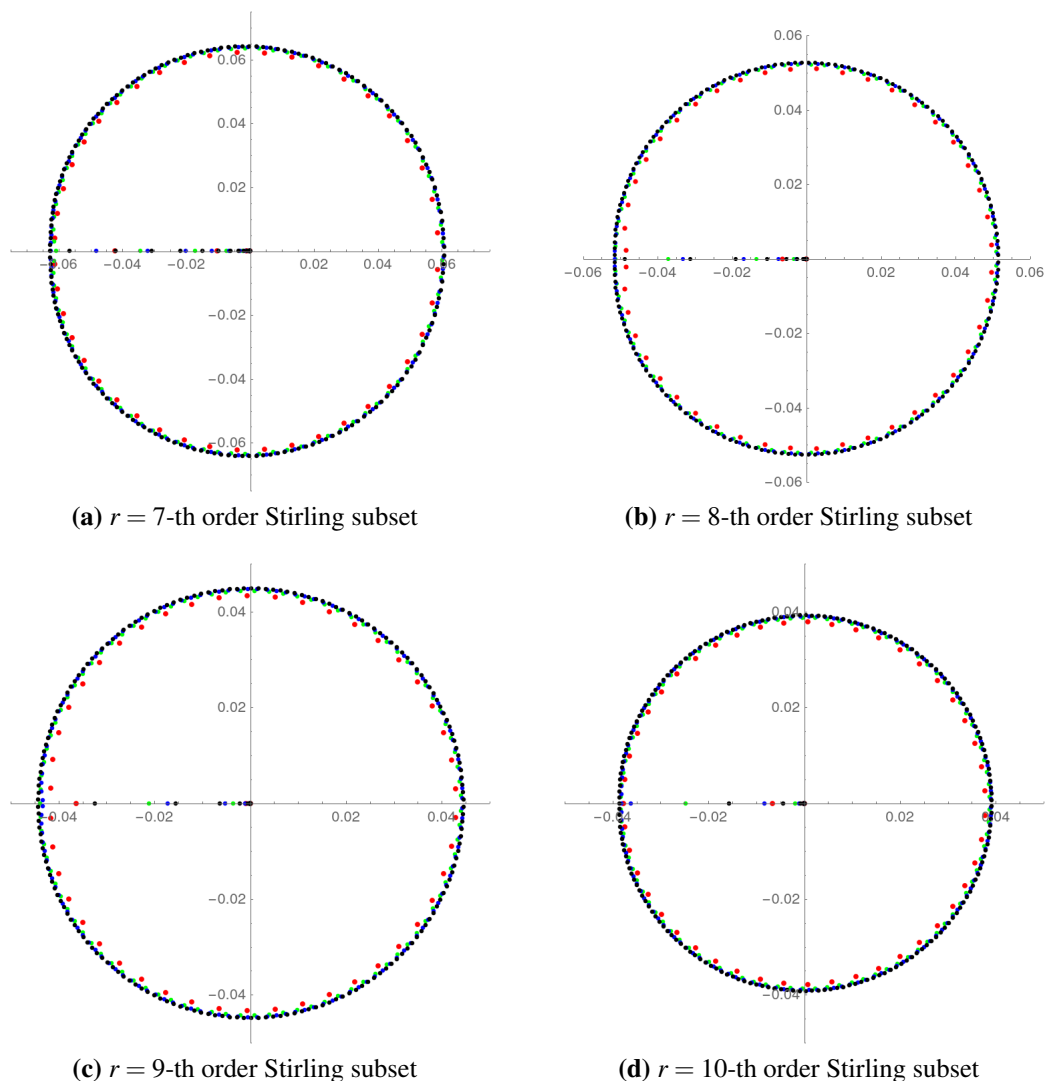 0.06
0.04
0.02
−0.06 −0.04 −0.02 0.02 0.04 0.06
−0.02
−0.04
−0.06
(a) r = 7-th order Stirling subset
0.06
0.04
0.02
−0.06 −0.04 −0.02 0.02 0.04 0.06
−0.02
−0.04
−0.06
(b) r = 8-th order Stirling subset
0.04
0.02
−0.04 −0.02 0.02 0.04
−0.02
−0.04
(c) r = 9-th order Stirling subset
0.04
0.02
−0.04 −0.02 0.02 0.04
−0.02
−0.04
(d) r = 10-th order Stirling subset